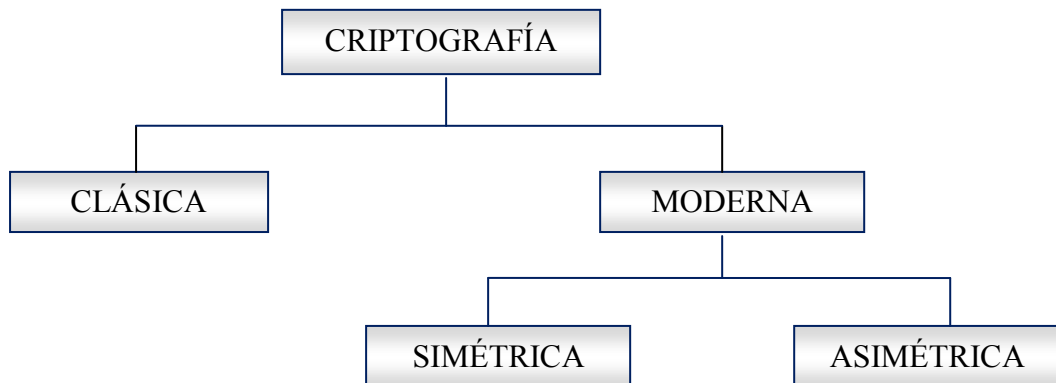 CRIPTOGRAFÍA
CLÁSICA
MODERNA
SIMÉTRICA
ASIMÉTRICA